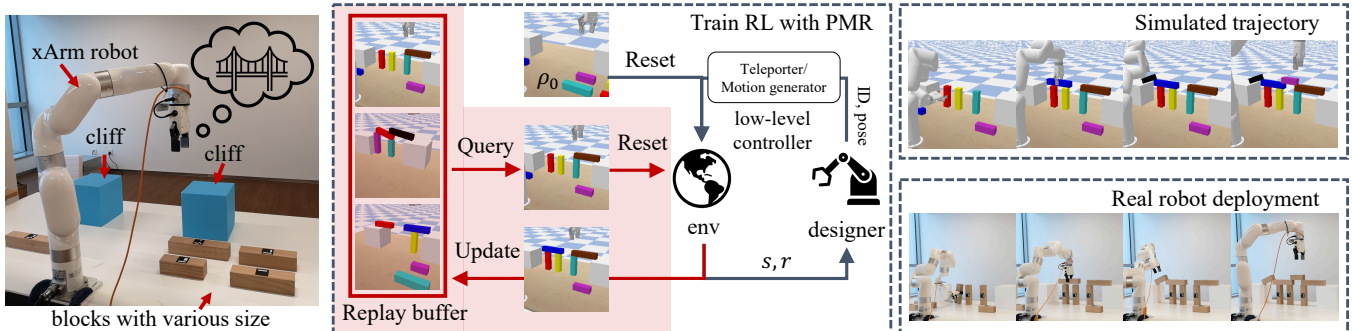 xArm robot
cliff
cliff
blocks with various size
Train RL with PMR
ρ0
Reset
Teleporter/
Motion generator
low-level
controller
ID, pose
Query
Reset
env
designer
Update
s, r
Replay buffer
Simulated trajectory
Real robot deployment